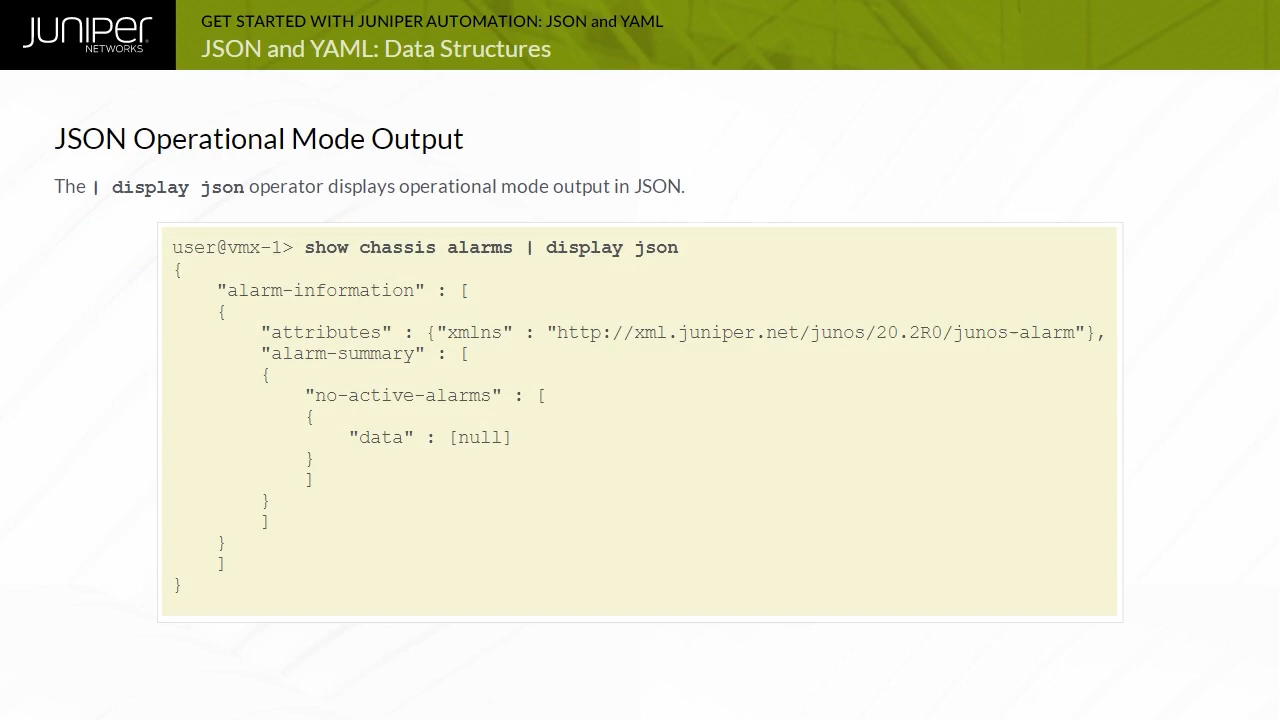 JUNIPER
NETWORKS
GET STARTED WITH JUNIPER AUTOMATION: JSON and YAML
JSON and YAML: Data Structures
JSON Operational Mode Output
The | display json operator displays operational mode output in JSON.
user@vmx-1> show chassis alarms | display json
{
    "alarm-information" : [
    {
        "attributes" : {"xmlns" : "http://xml.juniper.net/junos/20.2R0/junos-alarm"},
        "alarm-summary" : [
        {
            "no-active-alarms" : [
            {
                "data" : [null]
            }
            ]
        }
        ]
    }
    ]
}